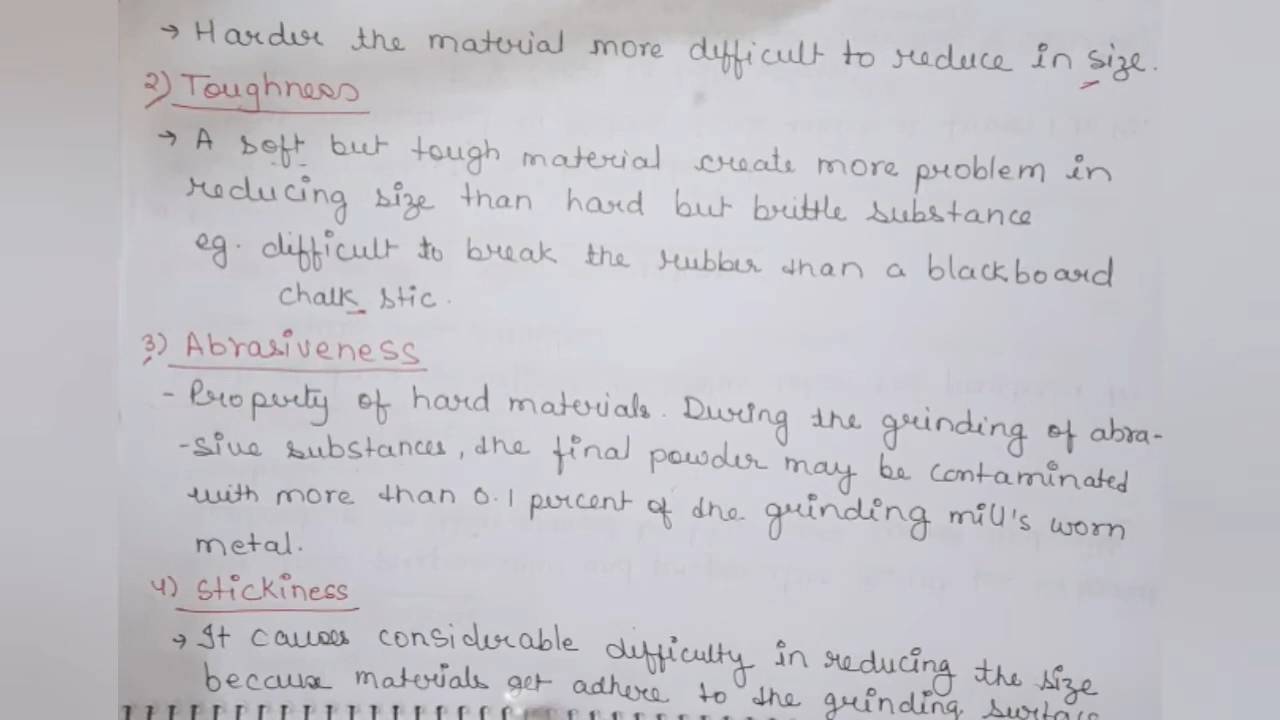 → Harder the material more difficult to reduce in size.
2) Toughness
→ A soft but tough material create more problem in
reducing size than hard but brittle substance
eg. difficult to break the rubber than a blackboard
chalk stic.
3) Abrasiveness
- Property of hard materials. During the grinding of abra-
-sive substances, the final powder may be contaminated
with more than 0.1 percent of the grinding mill's worn
metal.
4) Stickiness
→ It causes considerable difficulty in reducing the size
because materials get adhere to the grinding surface